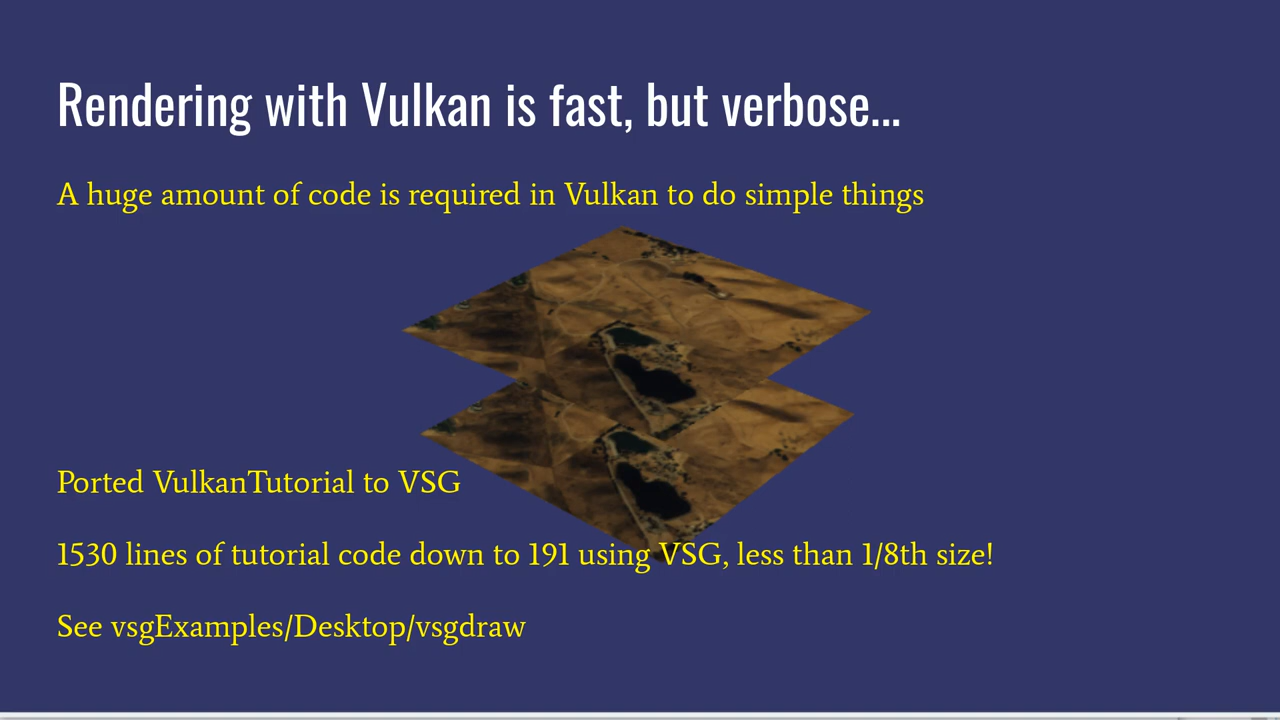 Rendering with Vulkan is fast, but verbose...
A huge amount of code is required in Vulkan to do simple things
Ported VulkanTutorial to VSG
1530 lines of tutorial code down to 191 using VSG, less than 1/8th size!
See vsgExamples/Desktop/vsgdraw